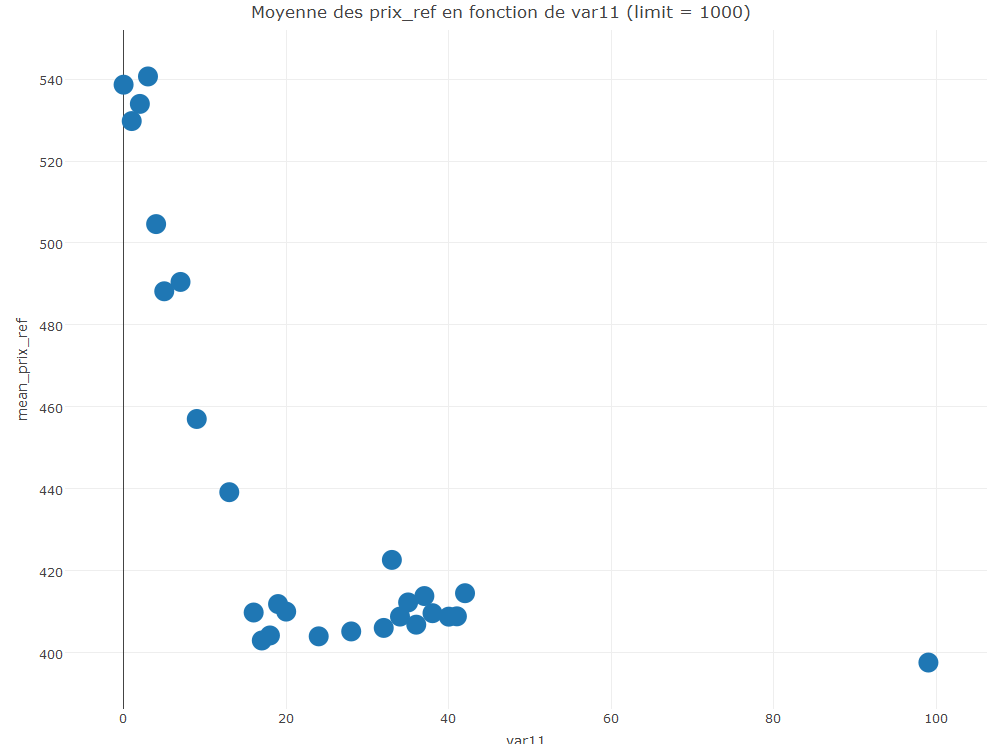 Moyenne des prix_ref en fonction de var11 (limit = 1000)
mean_prix_ref
540
520
500
480
460
440
420
400
0 20 40 60 80 100
var11